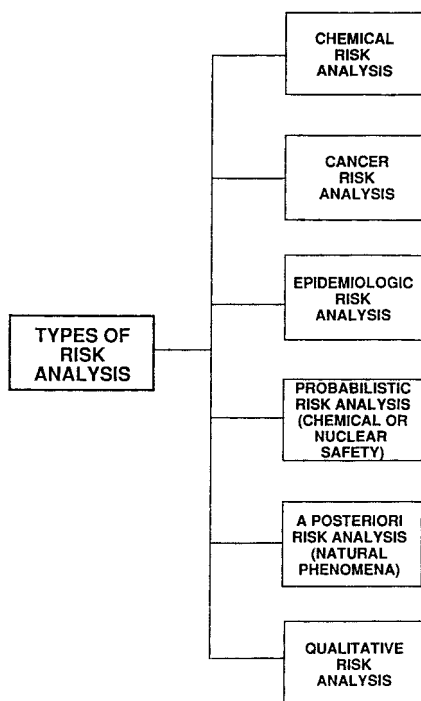 CHEMICAL
RISK
ANALYSIS
CANCER
RISK
ANALYSIS
EPIDEMIOLOGIC
RISK
ANALYSIS
TYPES OF
RISK
ANALYSIS
PROBABILISTIC
RISK ANALYSIS
(CHEMICAL OR
NUCLEAR
SAFETY)
A POSTERIORI
RISK ANALYSIS
(NATURAL
PHENOMENA)
QUALITATIVE
RISK
ANALYSIS